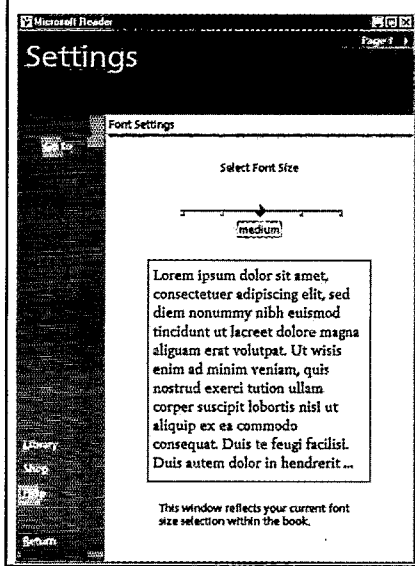 Microsoft Reader
Page 1
Settings
Go to
Font Settings
Select Font Size
medium
Lorem ipsum dolor sit amet,
consectetuer adipiscing elit, sed
diem nonummy nibh euismod
tincidunt ut lacreet dolore magna
aliguam erat volutpat. Ut wisis
enim ad minim veniam, quis
nostrud exerci tution ullam
corper suscipit lobortis nisl ut
aliquip ex ea commodo
consequat. Duis te feugi facilisi.
Duis autem dolor in hendrerit ...
Library
Shop
Help
Return
This window reflects your current font
size selection within the book.